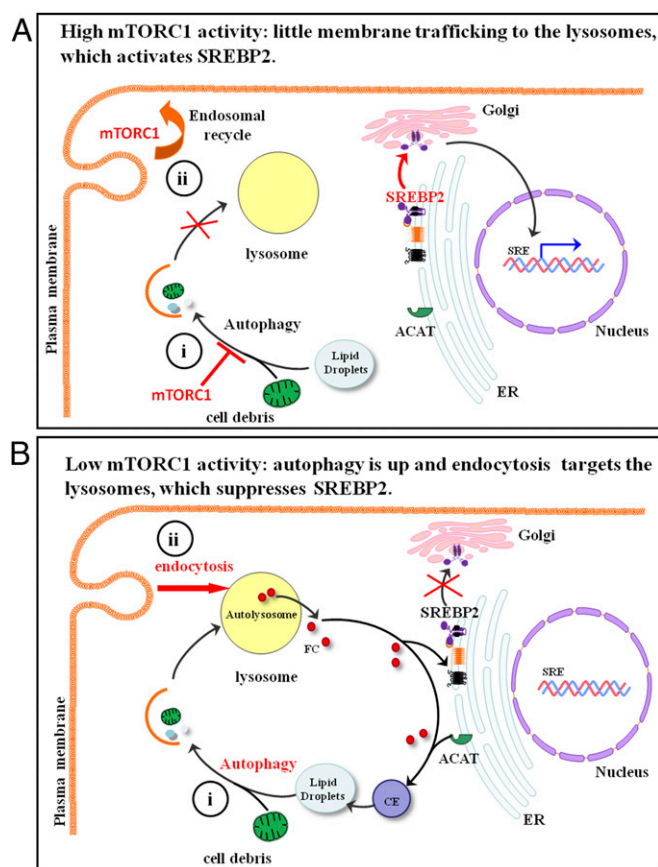 A
High mTORC1 activity: little membrane trafficking to the lysosomes,
which activates SREBP2.
Golgi
Endosomal
recycle
mTORC1
ii
SREBP2
lysosome
SRE
Plasma membrane
Autophagy
ACAT
Nucleus
i
Lipid
Droplets
mTORC1
ER
cell debris
B
Low mTORC1 activity: autophagy is up and endocytosis targets the
lysosomes, which suppresses SREBP2.
ii
Golgi
endocytosis
Autolysosome
SREBP2
FC
lysosome
SRE
Plasma membrane
ACAT
Autophagy
Nucleus
Lipid
Droplets
i
CE
ER
cell debris